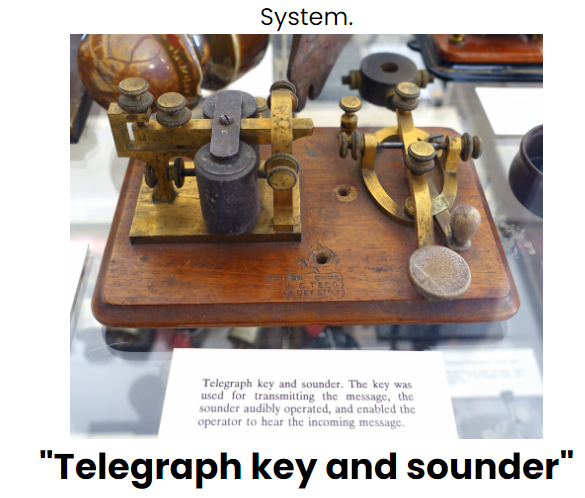 System.
Telegraph key and sounder. The key was
used for transmitting the message, the
sounder audibly operated, and enabled the
operator to hear the incoming message.
"Telegraph key and sounder"